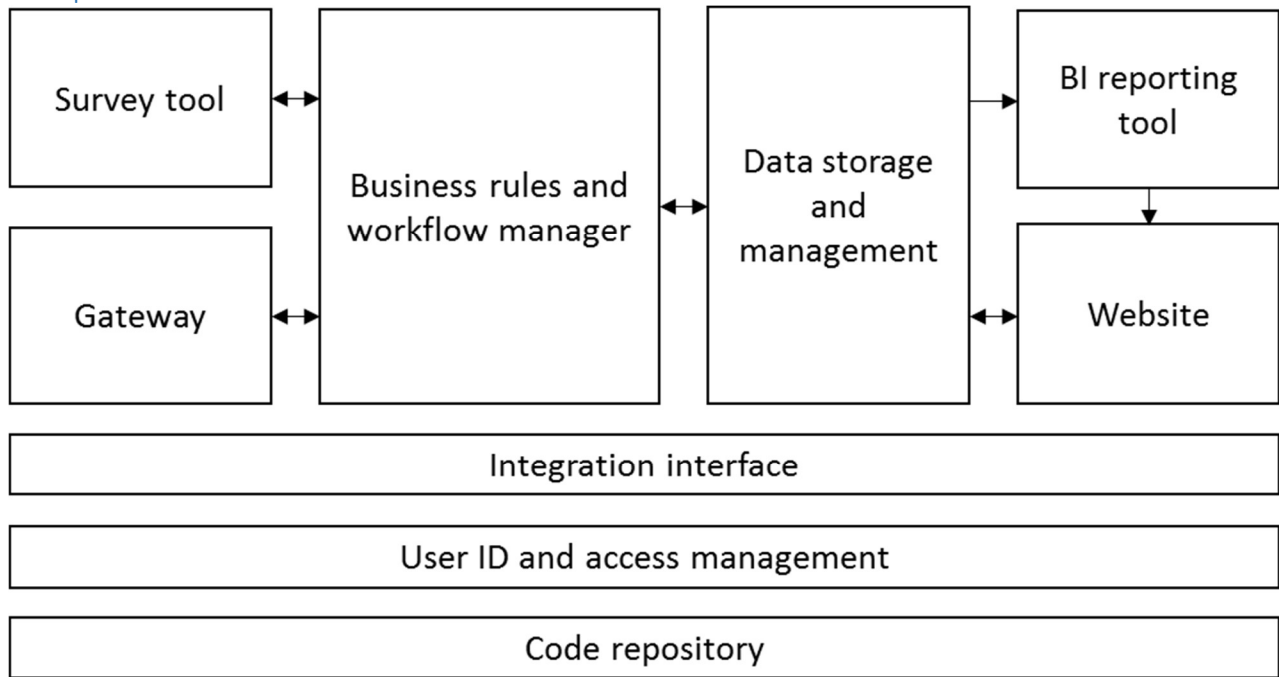 Survey tool
Business rules and
workflow manager
Gateway
Data storage
and
management
BI reporting
tool
Website
Integration interface
User ID and access management
Code repository